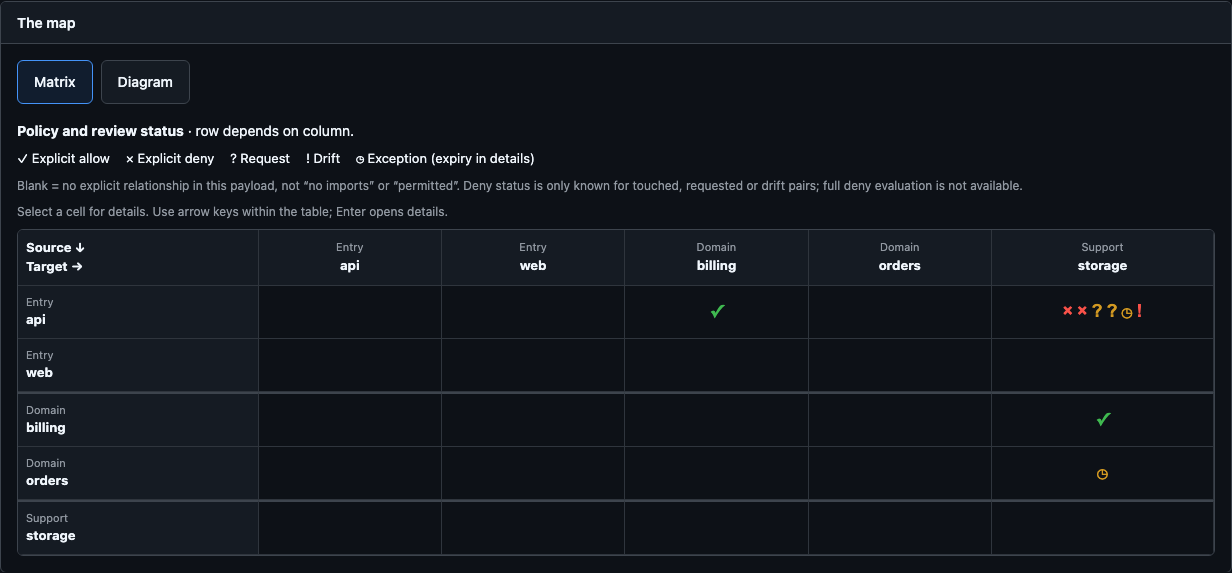 The map
Matrix Diagram
Policy and review status · row depends on column.
✓ Explicit allow × Explicit deny ? Request ! Drift ◷ Exception (expiry in details)
Blank = no explicit relationship in this payload, not “no imports” or “permitted”. Deny status is only known for touched, requested or drift pairs; full deny evaluation is not available.
Select a cell for details. Use arrow keys within the table; Enter opens details.
Source ↓ Entry Entry Domain Domain Support
Target → api web billing orders storage
Entry
api ✓ × × ? ? ◷ !
Entry
web
Domain
billing ✓
Domain
orders ◷
Support
storage